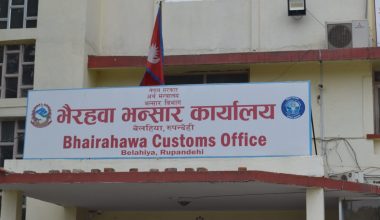 नेपाल सरकार
अर्थ मन्त्रालय
भन्सार विभाग
भैरहवा भन्सार कार्यालय
बेलहिया, रुपन्देही
Bhairahawa Customs Office
Belahiya, Rupandehi